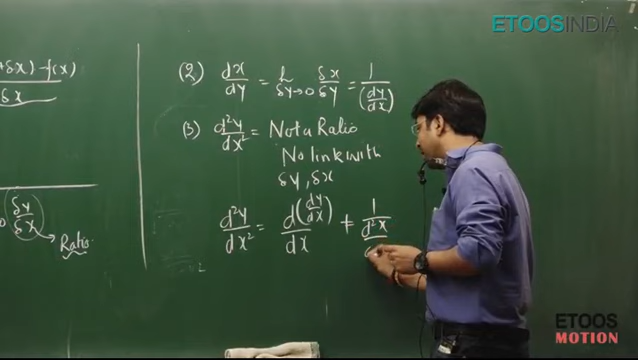 ETOOSINDIA
+δx) - f(x)
δx
δy/δx
→ Ratio
(2) dx/dy = L δy→0 δx/δy = 1/(dy/dx)
(3) d²y/dx² = Not a Ratio
No link with
δy, δx
d²y/dx² = d(dy/dx)/dx ≠ 1/d²x
ETOOS
MOTION